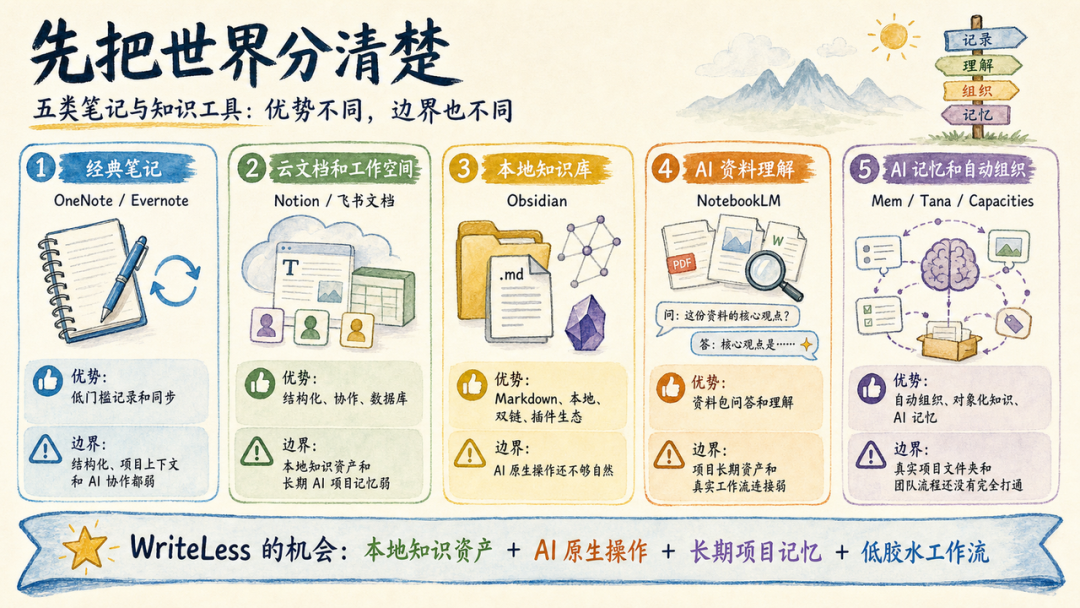 先把世界分清楚
五类笔记与知识工具：优势不同，边界也不同
记录
理解
组织
记忆
1 经典笔记
OneNote / Evernote
优势：
低门槛记录和同步
边界：
结构化、项目上下文
和 AI 协作都弱
2 云文档和工作空间
Notion / 飞书文档
T
优势：
结构化、协作、数据库
边界：
本地知识资产和
长期 AI 项目记忆弱
3 本地知识库
Obsidian
.md
优势：
Markdown、本地、
双链、插件生态
边界：
AI 原生操作还不够自然
4 AI 资料理解
NotebookLM
PDF
W
问：这份资料的核心观点？
答：核心观点是……
优势：
资料包问答和理解
边界：
项目长期资产和
真实工作流连接弱
5 AI 记忆和自动组织
Mem / Tana / Capacities
优势：
自动组织、对象化知识、
AI 记忆
边界：
真实项目文件夹和
团队流程还没有完全打通
WriteLess 的机会：本地知识资产 + AI 原生操作 + 长期项目记忆 + 低胶水工作流